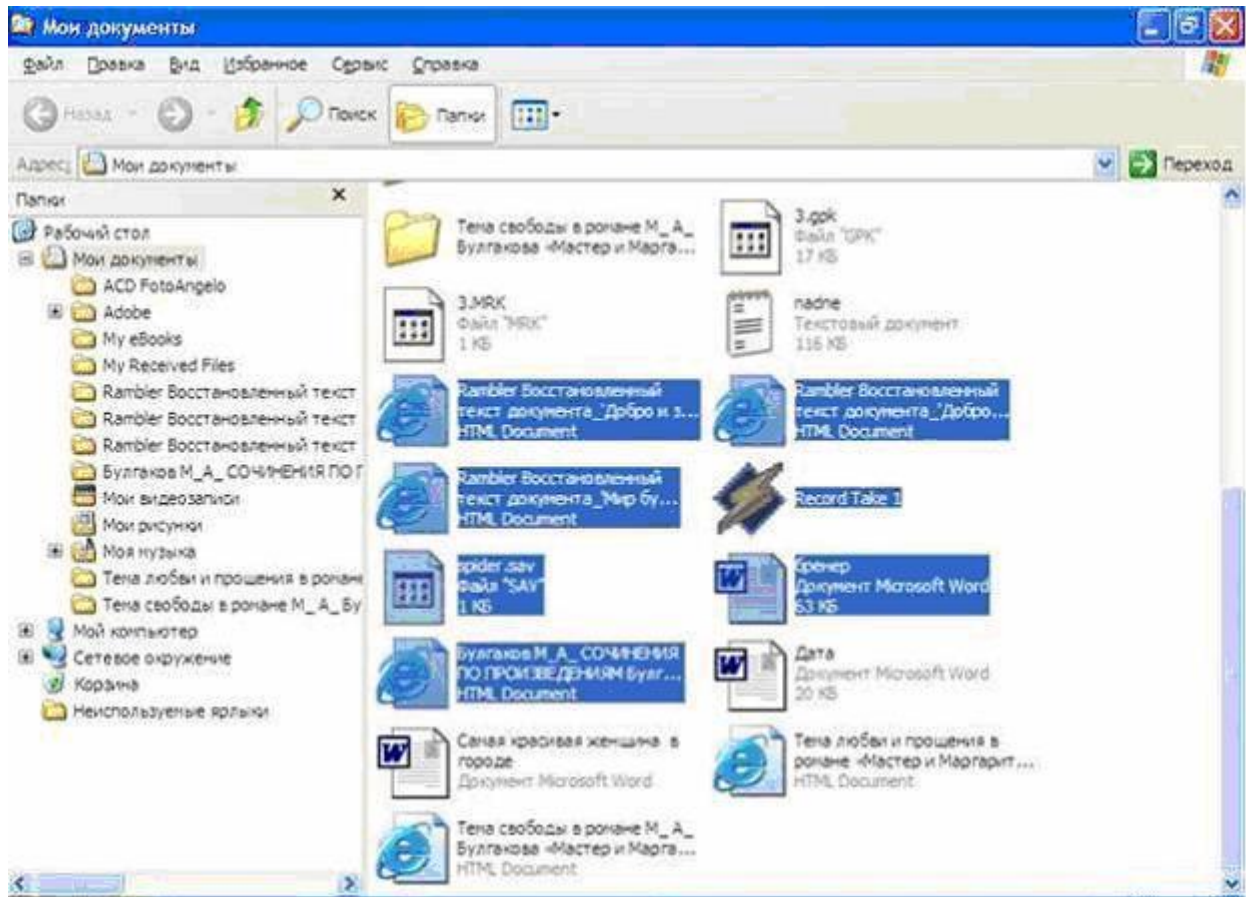 Мои документы
Файл Правка Вид Избранное Сервис Справка
Назад Поиск Папки
Адрес: Мои документы Переход
Папки
Рабочий стол
Мои документы
ACD FotoAngelo
Adobe
My eBooks
My Received Files
Rambler Восстановленный текст
Rambler Восстановленный текст
Rambler Восстановленный текст
Булгаков М_А_ СОЧИНЕНИЯ ПО П
Мои видеозаписи
Мои рисунки
Моя музыка
Тема любви и прощения в романе
Тема свободы в романе М_ А_ Бу
Мой компьютер
Сетевое окружение
Корзина
Неиспользуемые ярлыки
Тема свободы в романе М_ А_
Булгакова «Мастер и Марга...
3.gpk
Файл "GPK"
17 КБ
3.MRK
Файл "MRK"
1 КБ
nadne
Текстовый документ
116 КБ
Rambler Восстановленный
текст документа_'Добро и з...
HTML Document
Rambler Восстановленный
текст документа_'Добро...
HTML Document
Rambler Восстановленный
текст документа_'Мир бу...
HTML Document
Record Take 1
spider.sav
Файл "SAV"
1 КБ
бренер
Документ Microsoft Word
53 КБ
Булгаков М_А_ СОЧИНЕНИЯ
ПО ПРОИЗВЕДЕНИЯМ Булг...
HTML Document
Дата
Документ Microsoft Word
20 КБ
Самая красивая женщина в
городе
Документ Microsoft Word
Тема любви и прощения в
романе «Мастер и Маргарит...
HTML Document
Тема свободы в романе М_ А_
Булгакова «Мастер и Марга...
HTML Document